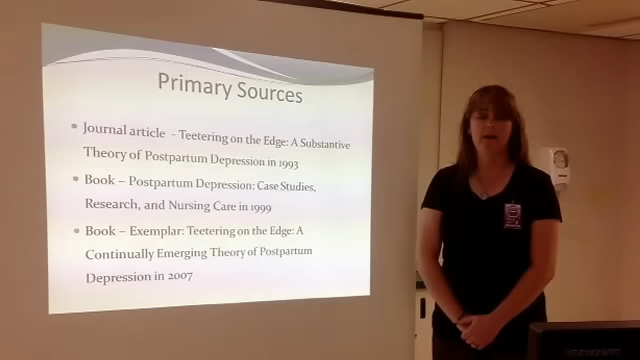 Primary Sources
• Journal article - Teetering on the Edge: A Substantive
Theory of Postpartum Depression in 1993
• Book – Postpartum Depression: Case Studies,
Research, and Nursing Care in 1999
• Book – Exemplar: Teetering on the Edge: A
Continually Emerging Theory of Postpartum
Depression in 2007